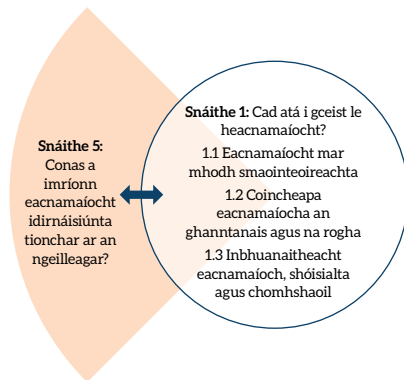 Snáithe 5:
Conas a
imríonn
eacnamaíocht
idirnáisiúnta
tionchar ar an
ngeilleagar?
Snáithe 1: Cad atá i gceist le
heacnamaíocht?
1.1 Eacnamaíocht mar
mhodh smaointeoireachta
1.2 Coincheapa
eacnamaíocha an
ghanntanais agus na rogha
1.3 Inbhuanaitheacht
eacnamaíoch, shóisialta
agus chomhshaoil